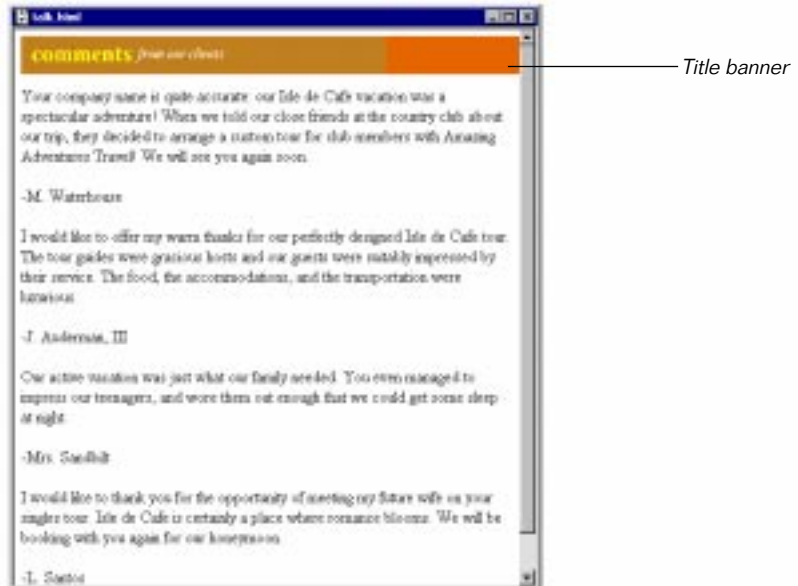 talk.html
comments from our clients
Title banner
Your company name is quite accurate: our Isle de Cafe vacation was a
spectacular adventure! When we told our close friends at the country club about
our trip, they decided to arrange a custom tour for club members with Amazing
Adventures Travel! We will see you again soon.
-M. Waterhouse
I would like to offer my warm thanks for our perfectly designed Isle de Cafe tour.
The tour guides were gracious hosts and our guests were suitably impressed by
their service. The food, the accommodations, and the transportation were
luxurious.
-J. Anderman, III
Our active vacation was just what our family needed. You even managed to
impress our teenagers, and wore them out enough that we could get some sleep
at night.
-Mrs. Sandhilt
I would like to thank you for the opportunity of meeting my future wife on your
singles tour. Isle de Cafe is certainly a place where romance blooms. We will be
booking with you again for our honeymoon.
-L. Santos